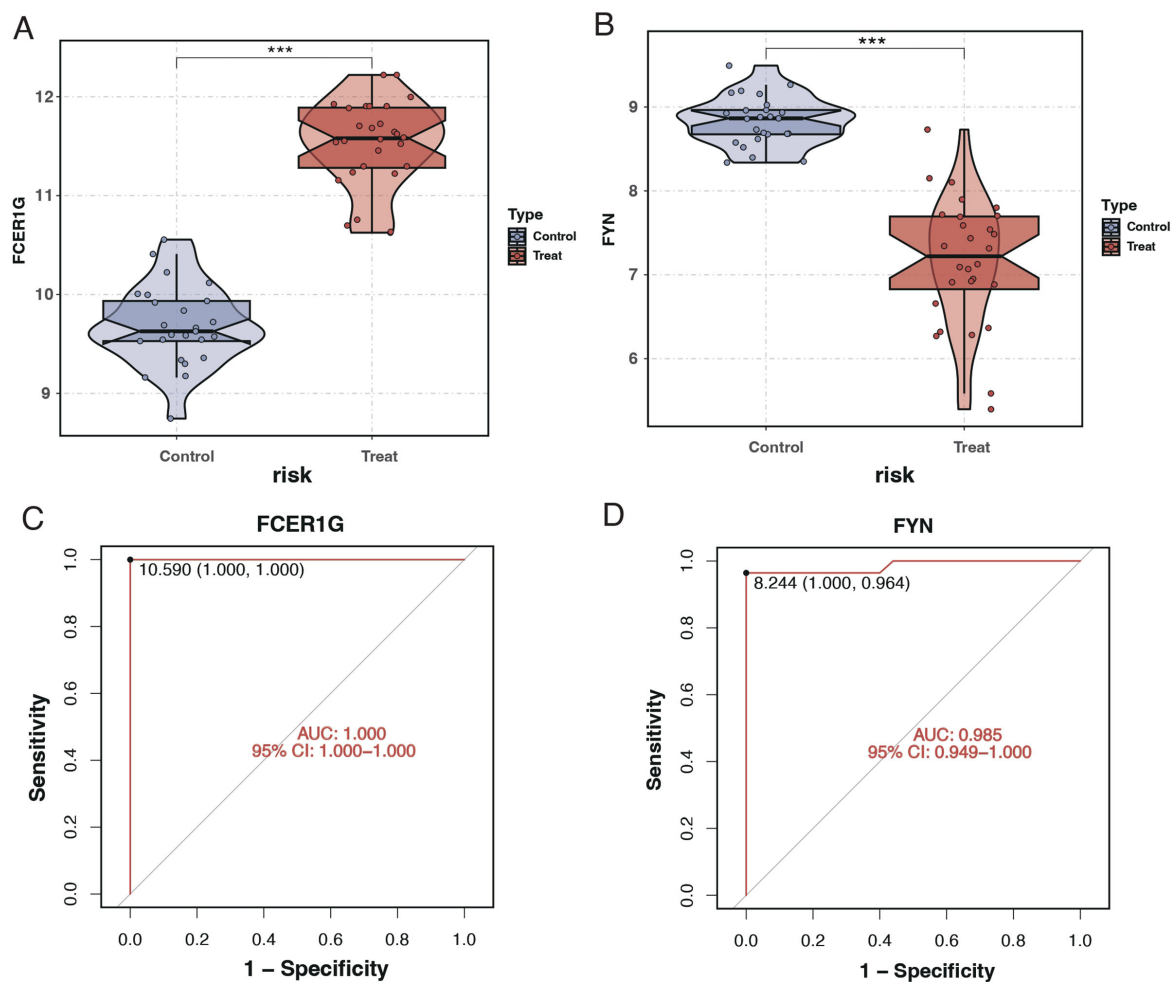 A
***
FCER1G
12
11
10
9
Control
Treat
risk
Type
Control
Treat
B
***
FYN
9
8
7
6
Control
Treat
risk
Type
Control
Treat
C
FCER1G
1.0
0.8
0.6
0.4
0.2
0.0
Sensitivity
10.590 (1.000, 1.000)
AUC: 1.000
95% CI: 1.000–1.000
0.0 0.2 0.4 0.6 0.8 1.0
1 – Specificity
D
FYN
1.0
0.8
0.6
0.4
0.2
0.0
Sensitivity
8.244 (1.000, 0.964)
AUC: 0.985
95% CI: 0.949–1.000
0.0 0.2 0.4 0.6 0.8 1.0
1 – Specificity